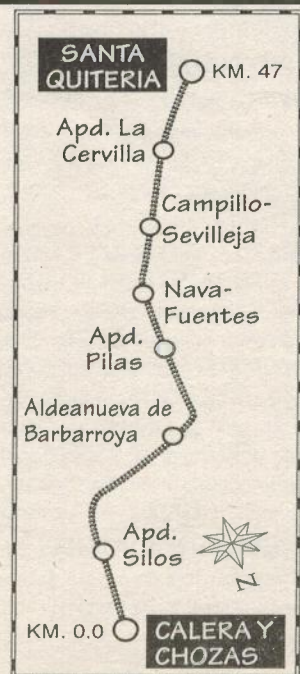 SANTA
QUITERIA
KM. 47
Apd. La
Cervilla
Campillo-
Sevilleja
Nava-
Fuentes
Apd.
Pilas
Aldeanueva de
Barbarroya
Apd.
Silos
N
KM. 0.0
CALERA Y
CHOZAS